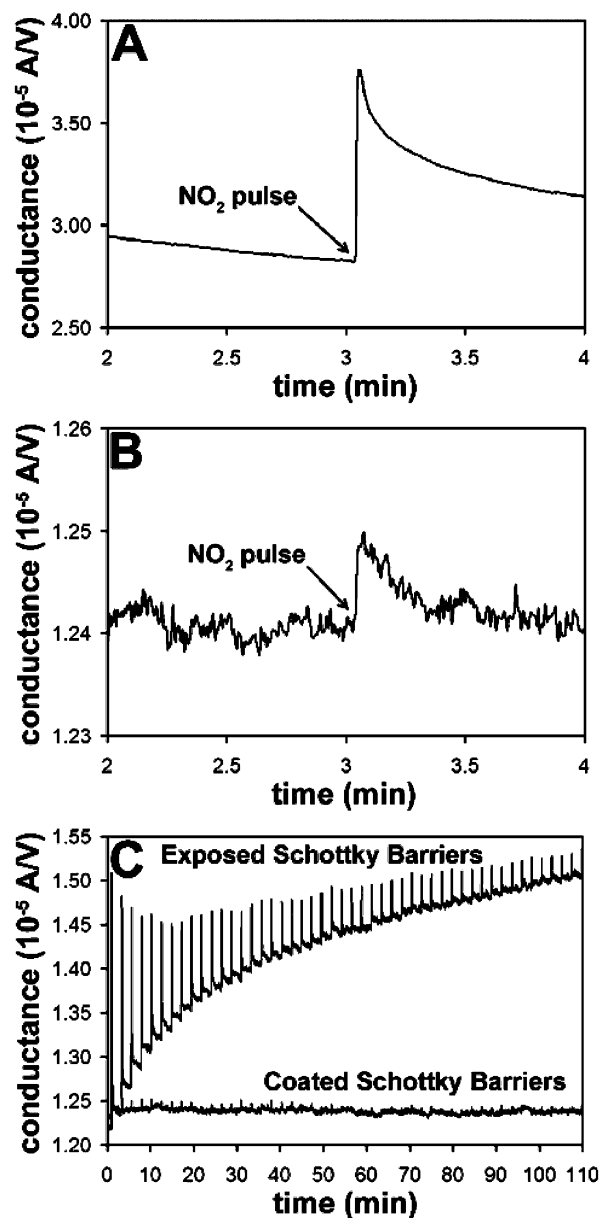 A
conductance (10⁻⁵ A/V)
4.00
3.50
3.00
2.50
NO₂ pulse
2 2.5 3 3.5 4
time (min)
B
conductance (10⁻⁵ A/V)
1.26
1.25
1.24
1.23
NO₂ pulse
2 2.5 3 3.5 4
time (min)
C
conductance (10⁻⁵ A/V)
1.55
1.50
1.45
1.40
1.35
1.30
1.25
1.20
Exposed Schottky Barriers
Coated Schottky Barriers
0 10 20 30 40 50 60 70 80 90 100 110
time (min)